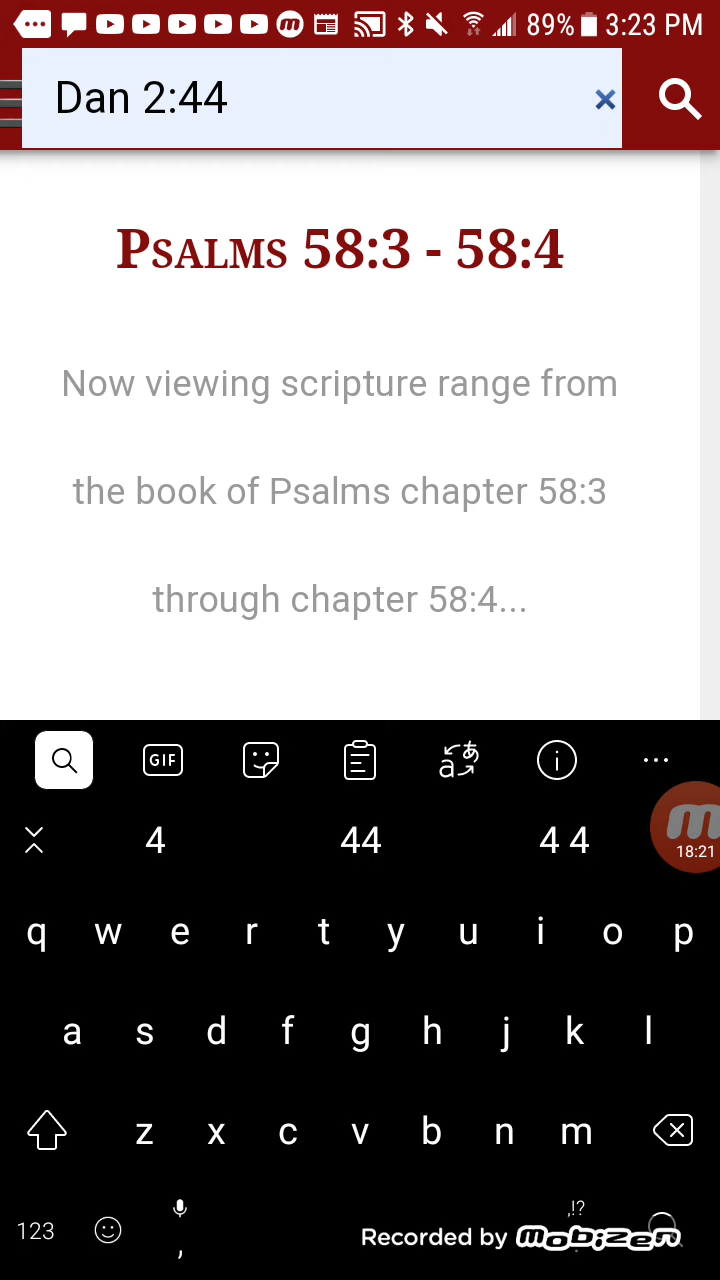 89% 3:23 PM
Dan 2:44
Psalms 58:3 - 58:4
Now viewing scripture range from
the book of Psalms chapter 58:3
through chapter 58:4...
GIF
4 44 4 4
18:21
q w e r t y u i o p
a s d f g h j k l
z x c v b n m
123 , ,!?
Recorded by mobizen